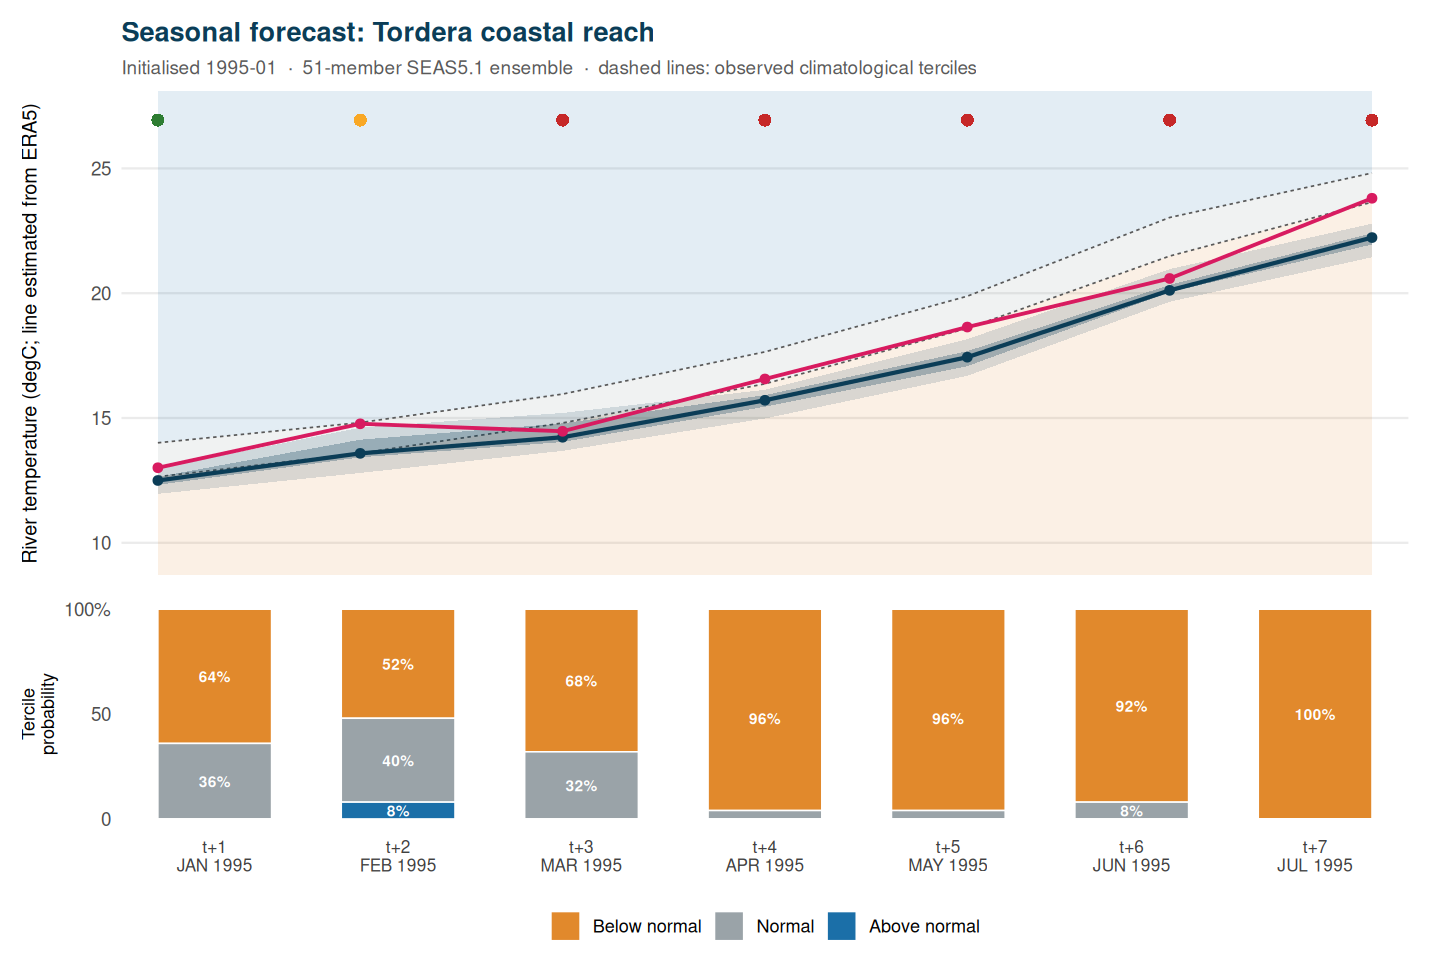 Seasonal forecast: Tordera coastal reach
Initialised 1995-01 · 51-member SEAS5.1 ensemble · dashed lines: observed climatological terciles
River temperature (degC; line estimated from ERA5)
25
20
15
10
Tercile
probability
100%
50
0
64%
36%
52%
40%
8%
68%
32%
96%
96%
92%
8%
100%
t+1
JAN 1995
t+2
FEB 1995
t+3
MAR 1995
t+4
APR 1995
t+5
MAY 1995
t+6
JUN 1995
t+7
JUL 1995
Below normal
Normal
Above normal